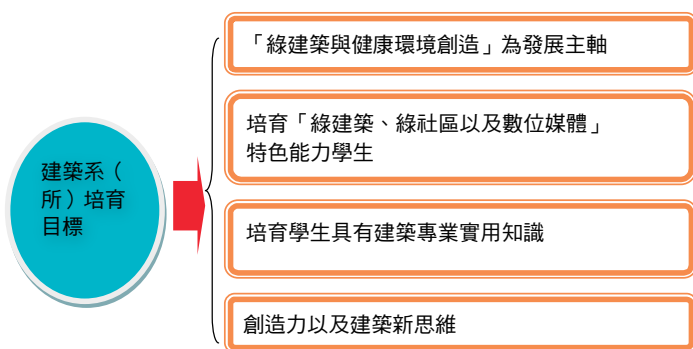 建築系（
所）培育
目標
「綠建築與健康環境創造」為發展主軸
培育「綠建築、綠社區以及數位媒體」
特色能力學生
培育學生具有建築專業實用知識
創造力以及建築新思維